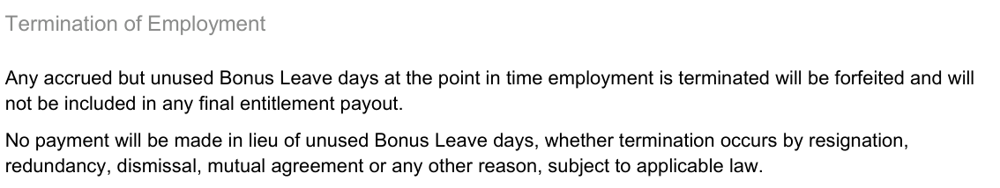 Termination of Employment
Any accrued but unused Bonus Leave days at the point in time employment is terminated will be forfeited and will
not be included in any final entitlement payout.
No payment will be made in lieu of unused Bonus Leave days, whether termination occurs by resignation,
redundancy, dismissal, mutual agreement or any other reason, subject to applicable law.